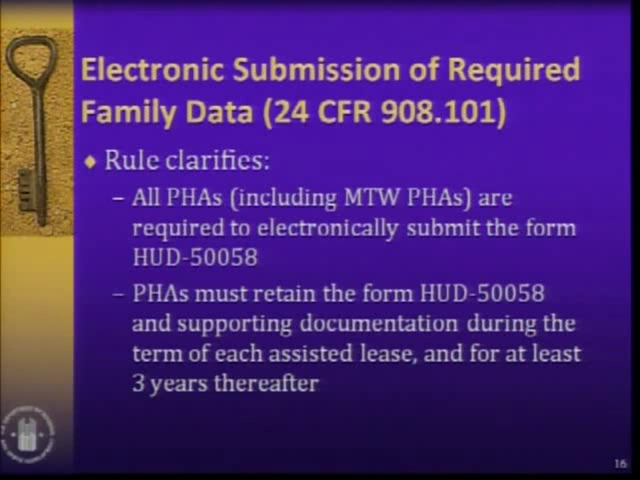 Electronic Submission of Required
Family Data (24 CFR 908.101)
Rule clarifies:
– All PHAs (including MTW PHAs) are
required to electronically submit the form
HUD-50058
– PHAs must retain the form HUD-50058
and supporting documentation during the
term of each assisted lease, and for at least
3 years thereafter
16